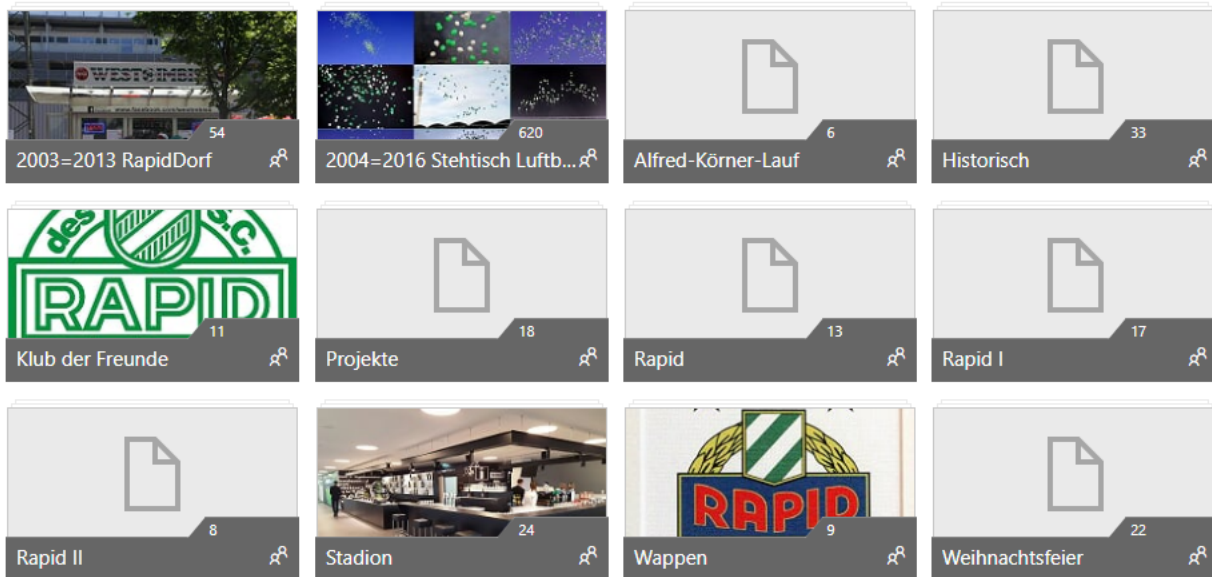 WESTGIMBISS
54
2003=2013 RapidDorf
620
2004=2016 Stehtisch Luftb...
6
Alfred-Körner-Lauf
33
Historisch
des
S.C.
RAPID
11
Klub der Freunde
18
Projekte
13
Rapid
17
Rapid I
8
Rapid II
24
Stadion
RAPID
9
Wappen
22
Weihnachtsfeier